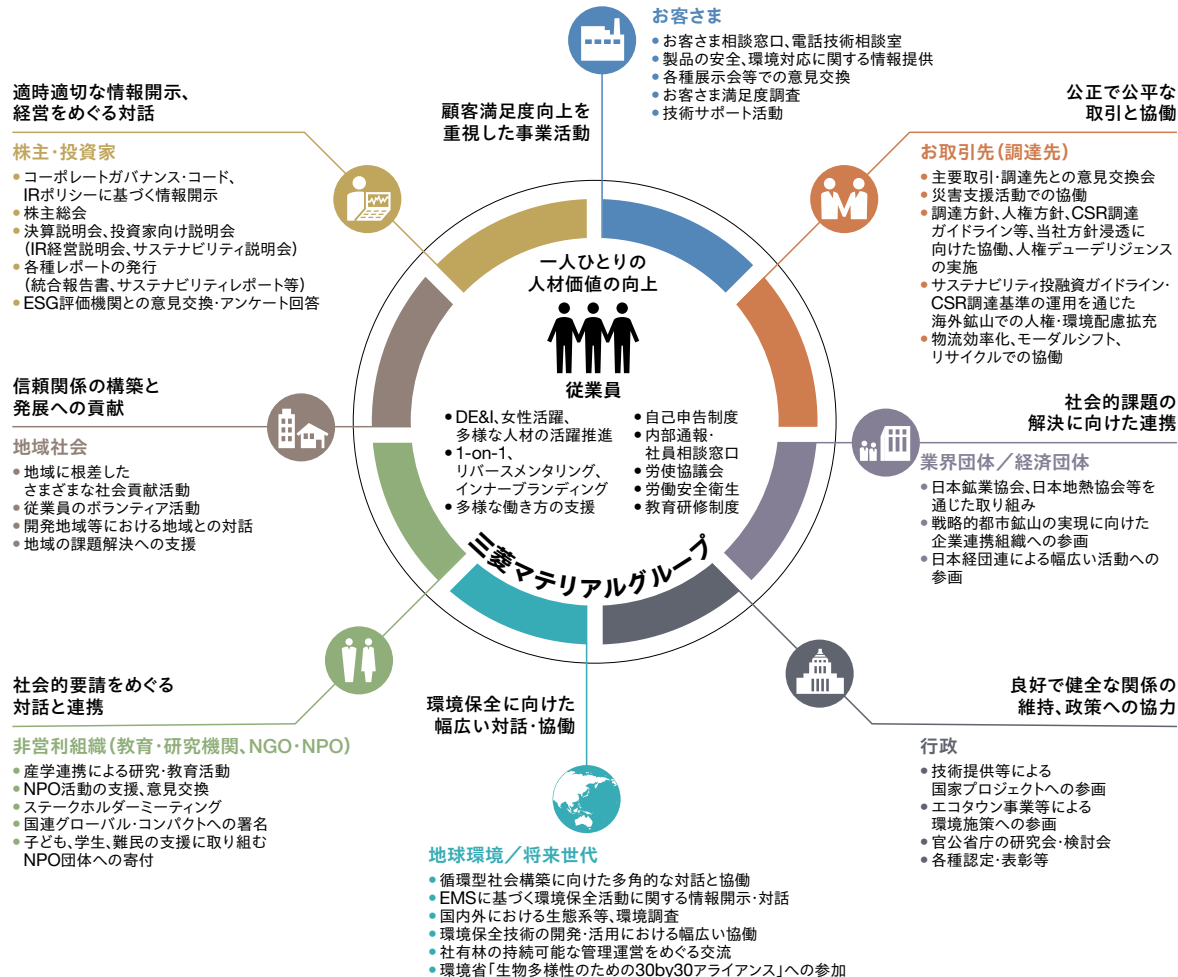 お客さま
• お客さま相談窓口、電話技術相談室
• 製品の安全、環境対応に関する情報提供
• 各種展示会等での意見交換
• お客さま満足度調査
• 技術サポート活動
顧客満足度向上を
重視した事業活動
適時適切な情報開示、
経営をめぐる対話
株主・投資家
• コーポレートガバナンス・コード、
IRポリシーに基づく情報開示
• 株主総会
• 決算説明会、投資家向け説明会
(IR経営説明会、サステナビリティ説明会)
• 各種レポートの発行
(統合報告書、サステナビリティレポート等)
• ESG評価機関との意見交換・アンケート回答
公正で公平な
取引と協働
お取引先(調達先)
• 主要取引・調達先との意見交換会
• 災害支援活動での協働
• 調達方針、人権方針、CSR調達
ガイドライン等、当社方針浸透に
向けた協働、人権デューデリジェンス
の実施
• サステナビリティ投融資ガイドライン・
CSR調達基準の運用を通じた
海外鉱山での人権・環境配慮拡充
• 物流効率化、モーダルシフト、
リサイクルでの協働
一人ひとりの
人材価値の向上
従業員
• DE&I、女性活躍、
多様な人材の活躍推進
• 1-on-1、
リバースメンタリング、
インナーブランディング
• 多様な働き方の支援
• 自己申告制度
• 内部通報・
社員相談窓口
• 労使協議会
• 労働安全衛生
• 教育研修制度
三菱マテリアルグループ
信頼関係の構築と
発展への貢献
地域社会
• 地域に根差した
さまざまな社会貢献活動
• 従業員のボランティア活動
• 開発地域等における地域との対話
• 地域の課題解決への支援
社会的課題の
解決に向けた連携
業界団体／経済団体
• 日本鉱業協会、日本地熱協会等を
通じた取り組み
• 戦略的都市鉱山の実現に向けた
企業連携組織への参画
• 日本経団連による幅広い活動への
参画
社会的要請をめぐる
対話と連携
非営利組織(教育・研究機関、NGO・NPO)
• 産学連携による研究・教育活動
• NPO活動の支援、意見交換
• ステークホルダーミーティング
• 国連グローバル・コンパクトへの署名
• 子ども、学生、難民の支援に取り組む
NPO団体への寄付
環境保全に向けた
幅広い対話・協働
地球環境／将来世代
• 循環型社会構築に向けた多角的な対話と協働
• EMSに基づく環境保全活動に関する情報開示・対話
• 国内外における生態系等、環境調査
• 環境保全技術の開発・活用における幅広い協働
• 社有林の持続可能な管理運営をめぐる交流
• 環境省「生物多様性のための30by30アライアンス」への参加
良好で健全な関係の
維持、政策への協力
行政
• 技術提供等による
国家プロジェクトへの参画
• エコタウン事業等による
環境施策への参画
• 官公省庁の研究会・検討会
• 各種認定・表彰等